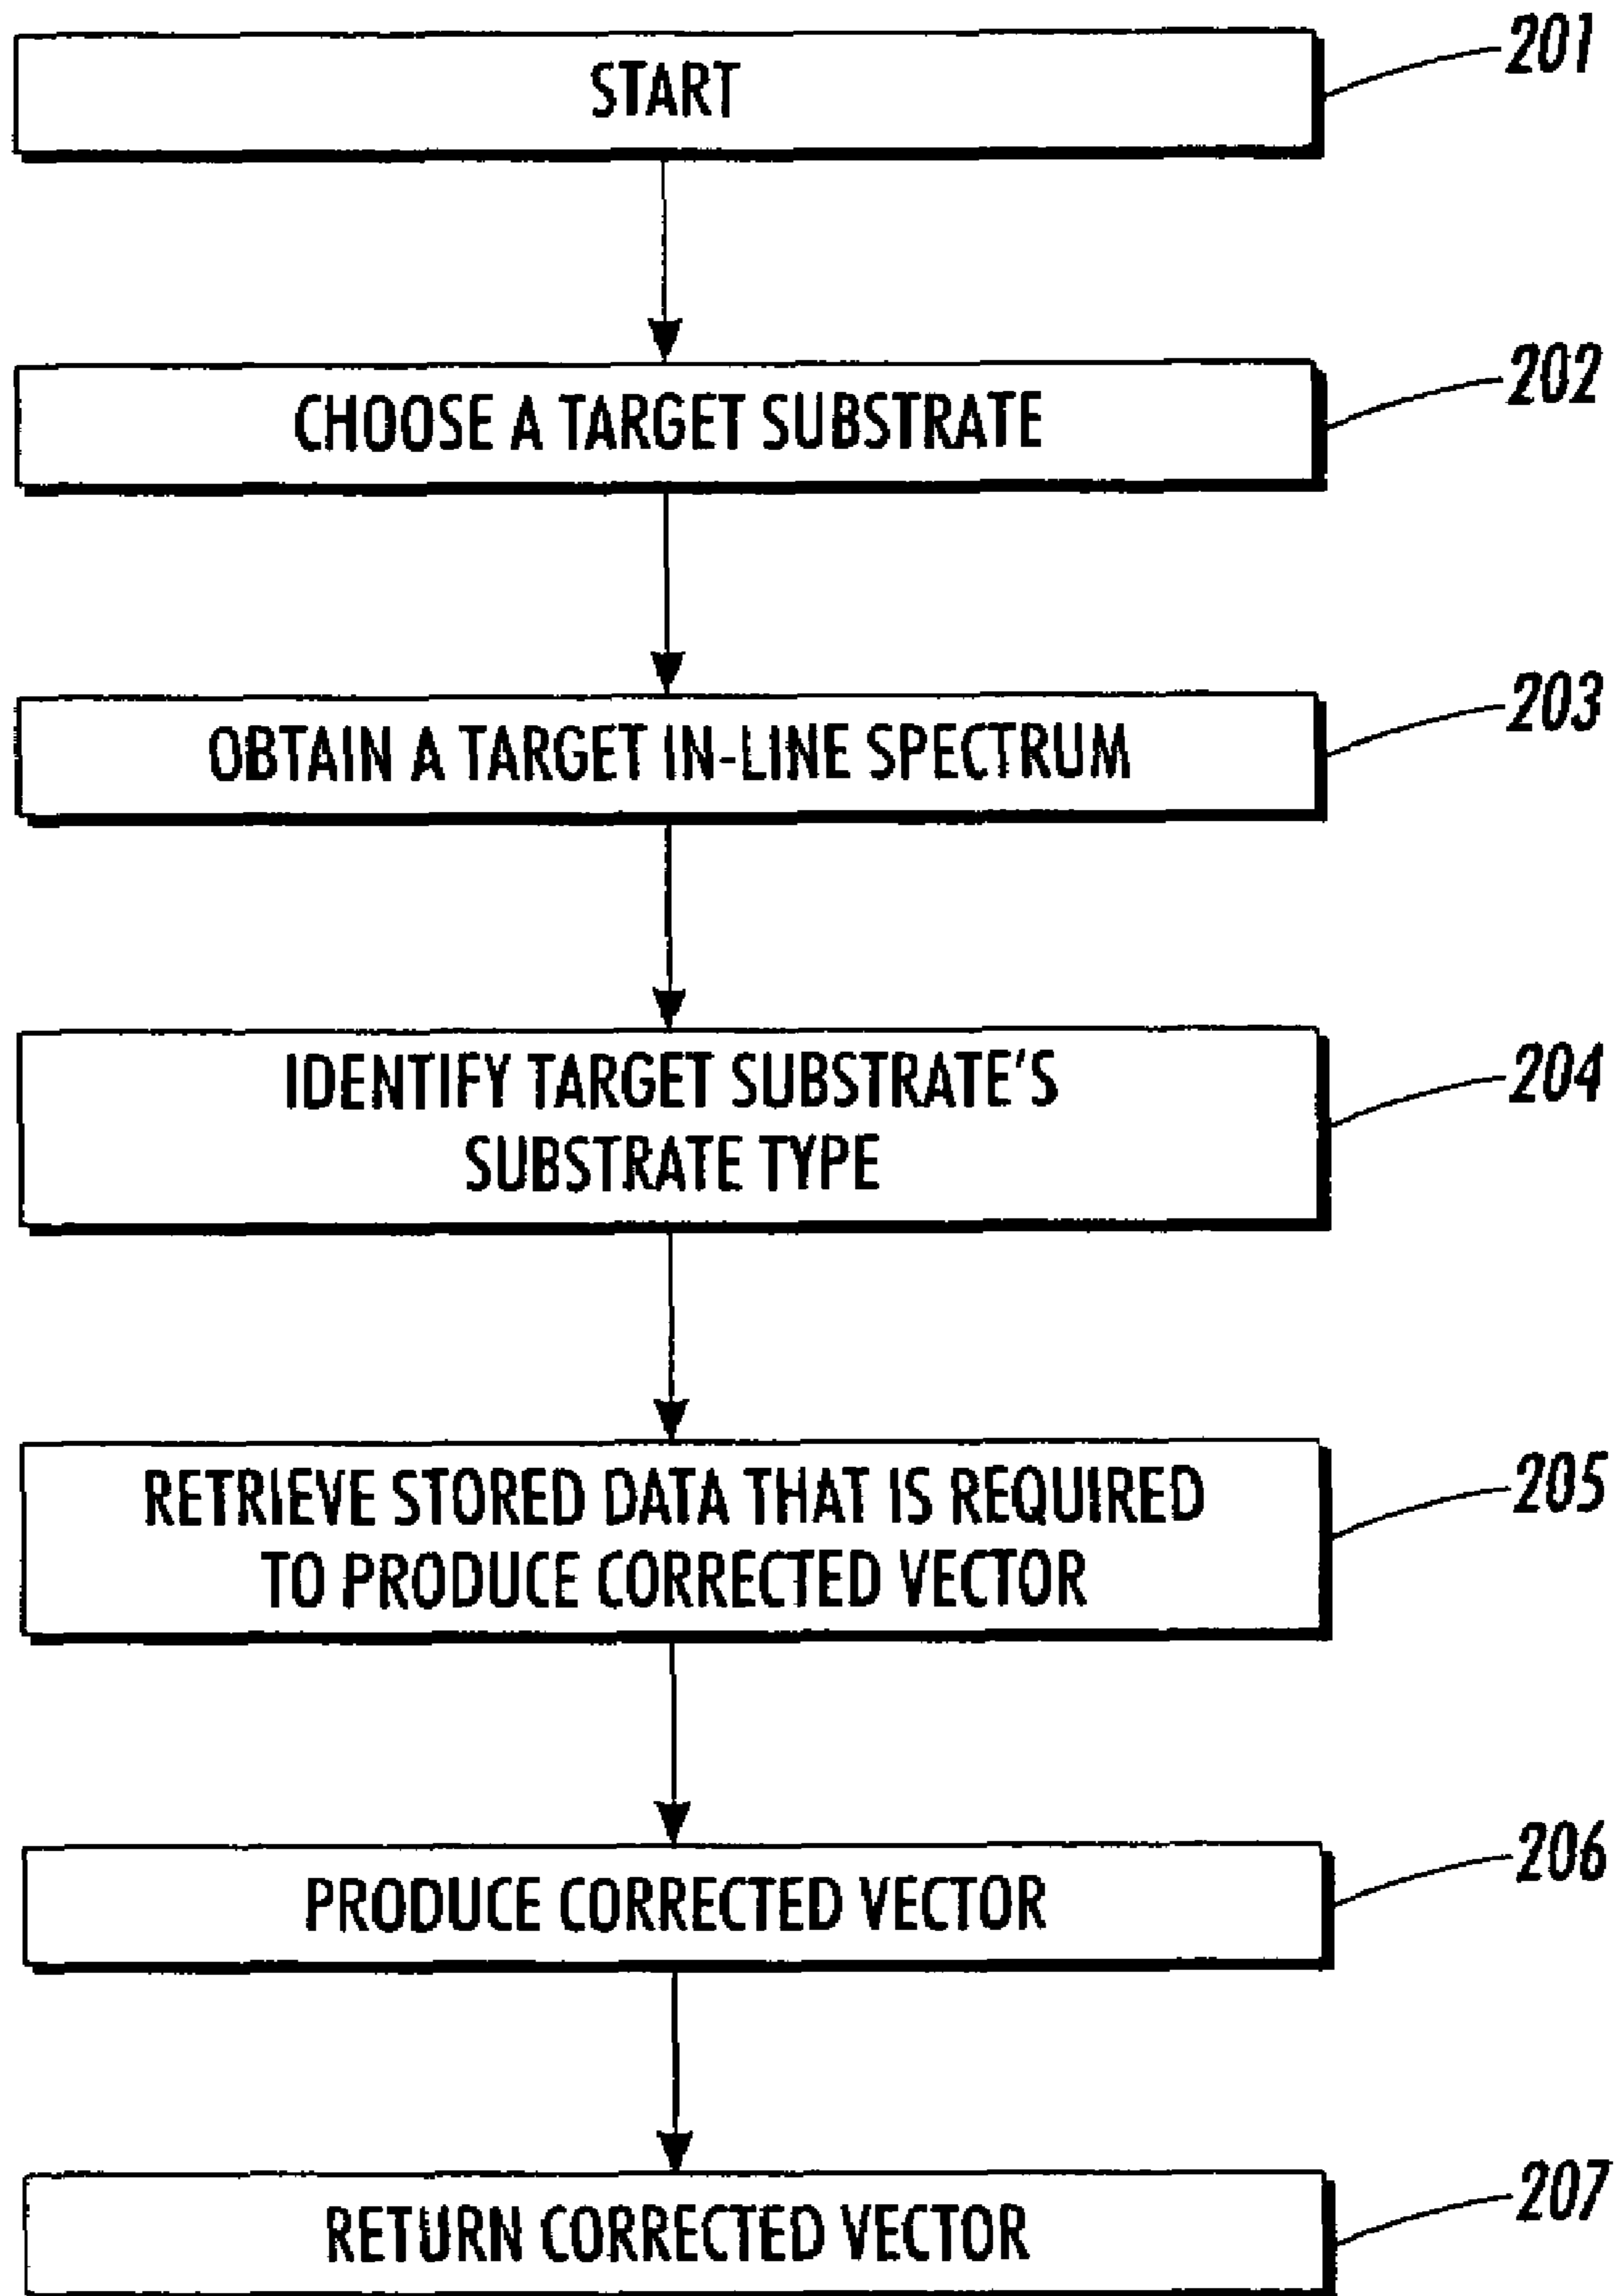 START
201
CHOOSE A TARGET SUBSTRATE
202
OBTAIN A TARGET IN-LINE SPECTRUM
203
IDENTIFY TARGET SUBSTRATE'S
SUBSTRATE TYPE
204
RETRIEVE STORED DATA THAT IS REQUIRED
TO PRODUCE CORRECTED VECTOR
205
PRODUCE CORRECTED VECTOR
206
RETURN CORRECTED VECTOR
207